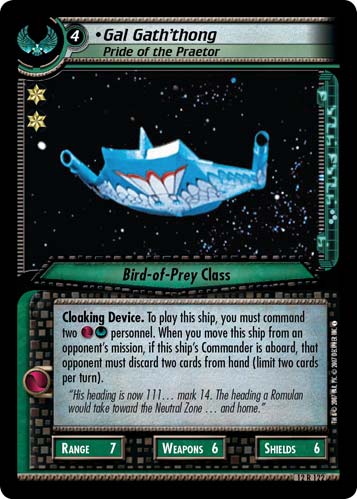 4
•Gal Gath'thong
Pride of the Praetor
Bird-of-Prey Class
Cloaking Device. To play this ship, you must command
two personnel. When you move this ship from an
opponent's mission, if this ship's Commander is aboard, that
opponent must discard two cards from hand (limit two cards
per turn).
"His heading is now 111... mark 14. The heading a Romulan
would take toward the Neutral Zone ... and home."
RANGE 7 WEAPONS 6 SHIELDS 6
12 R 122